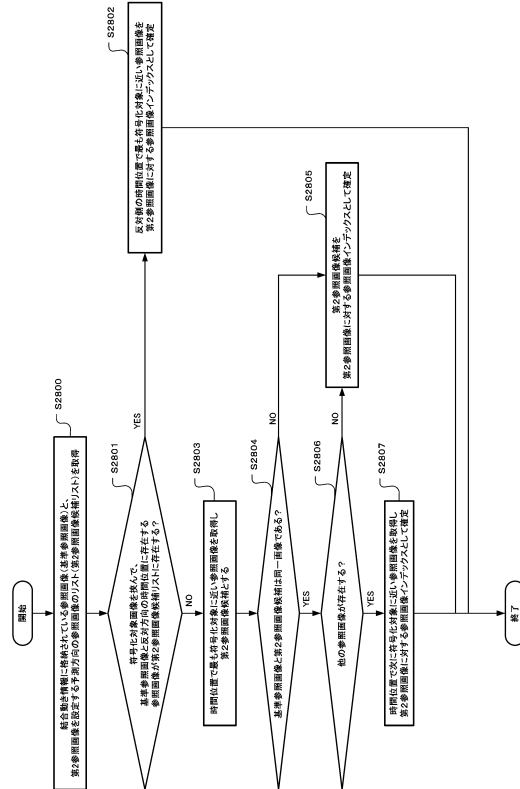 開始
S2800
結合動き情報に格納されている参照画像(基準参照画像)と、
第2参照画像を設定する予測方向の参照画像のリスト(第2参照画像候補リスト)を取得
S2801
符号化対象画像を挟んで、
基準参照画像と反対方向の時間位置に存在する
参照画像が第2参照画像候補リストに存在する?
YES
NO
S2802
反対側の時間位置で最も符号化対象に近い参照画像を
第2参照画像に対する参照画像インデックスとして確定
S2803
時間位置で最も符号化対象に近い参照画像を取得し
第2参照画像候補とする
S2804
基準参照画像と第2参照画像候補は同一画像である?
NO
YES
S2805
第2参照画像候補を
第2参照画像に対する参照画像インデックスとして確定
S2806
他の参照画像が存在する?
NO
YES
S2807
時間位置で次に符号化対象に近い参照画像を取得し
第2参照画像に対する参照画像インデックスとして確定
終了